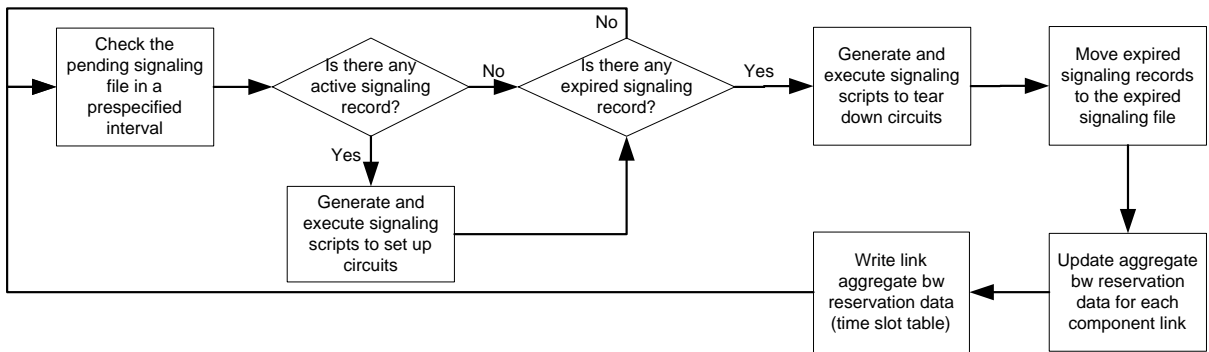 No
Check the
pending signaling
file in a
prespecified
interval
Is there any
active signaling
record?
No
Is there any
expired signaling
record?
Yes
Generate and
execute signaling
scripts to tear
down circuits
Move expired
signaling records
to the expired
signaling file
Yes
Generate and
execute signaling
scripts to set up
circuits
Write link
aggregate bw
reservation data
(time slot table)
Update aggregate
bw reservation
data for each
component link